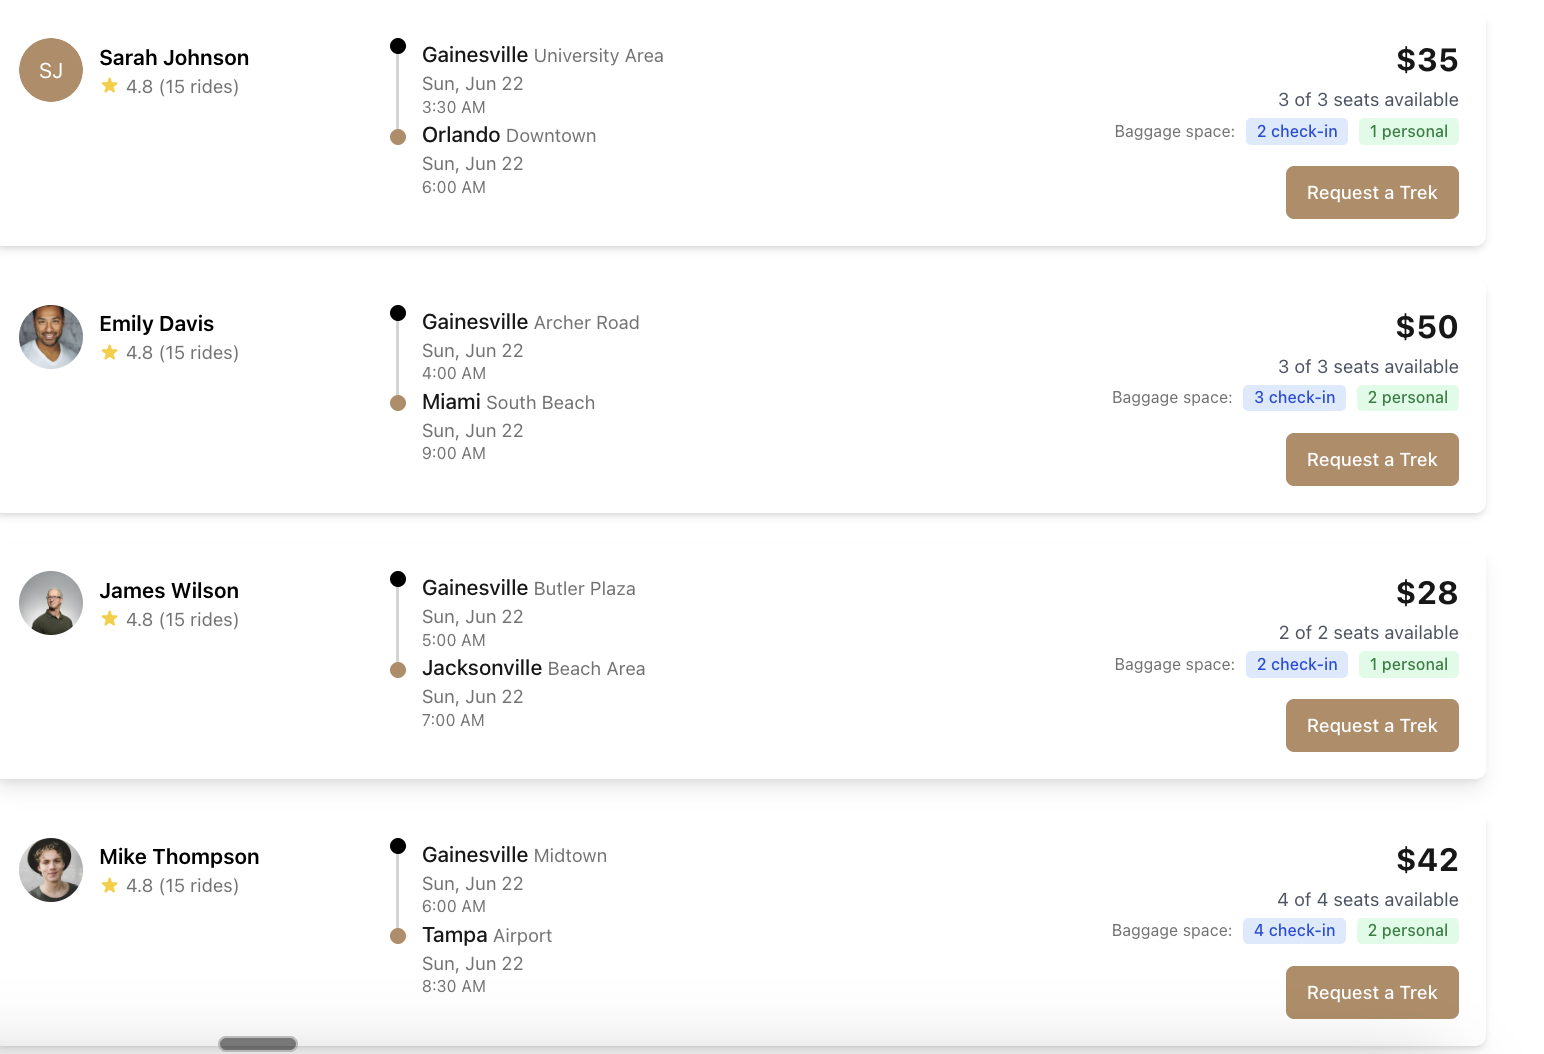 SJ
Sarah Johnson
4.8 (15 rides)
Gainesville University Area
Sun, Jun 22
3:30 AM
Orlando Downtown
Sun, Jun 22
6:00 AM
$35
3 of 3 seats available
Baggage space: 2 check-in 1 personal
Request a Trek
Emily Davis
4.8 (15 rides)
Gainesville Archer Road
Sun, Jun 22
4:00 AM
Miami South Beach
Sun, Jun 22
9:00 AM
$50
3 of 3 seats available
Baggage space: 3 check-in 2 personal
Request a Trek
James Wilson
4.8 (15 rides)
Gainesville Butler Plaza
Sun, Jun 22
5:00 AM
Jacksonville Beach Area
Sun, Jun 22
7:00 AM
$28
2 of 2 seats available
Baggage space: 2 check-in 1 personal
Request a Trek
Mike Thompson
4.8 (15 rides)
Gainesville Midtown
Sun, Jun 22
6:00 AM
Tampa Airport
Sun, Jun 22
8:30 AM
$42
4 of 4 seats available
Baggage space: 4 check-in 2 personal
Request a Trek